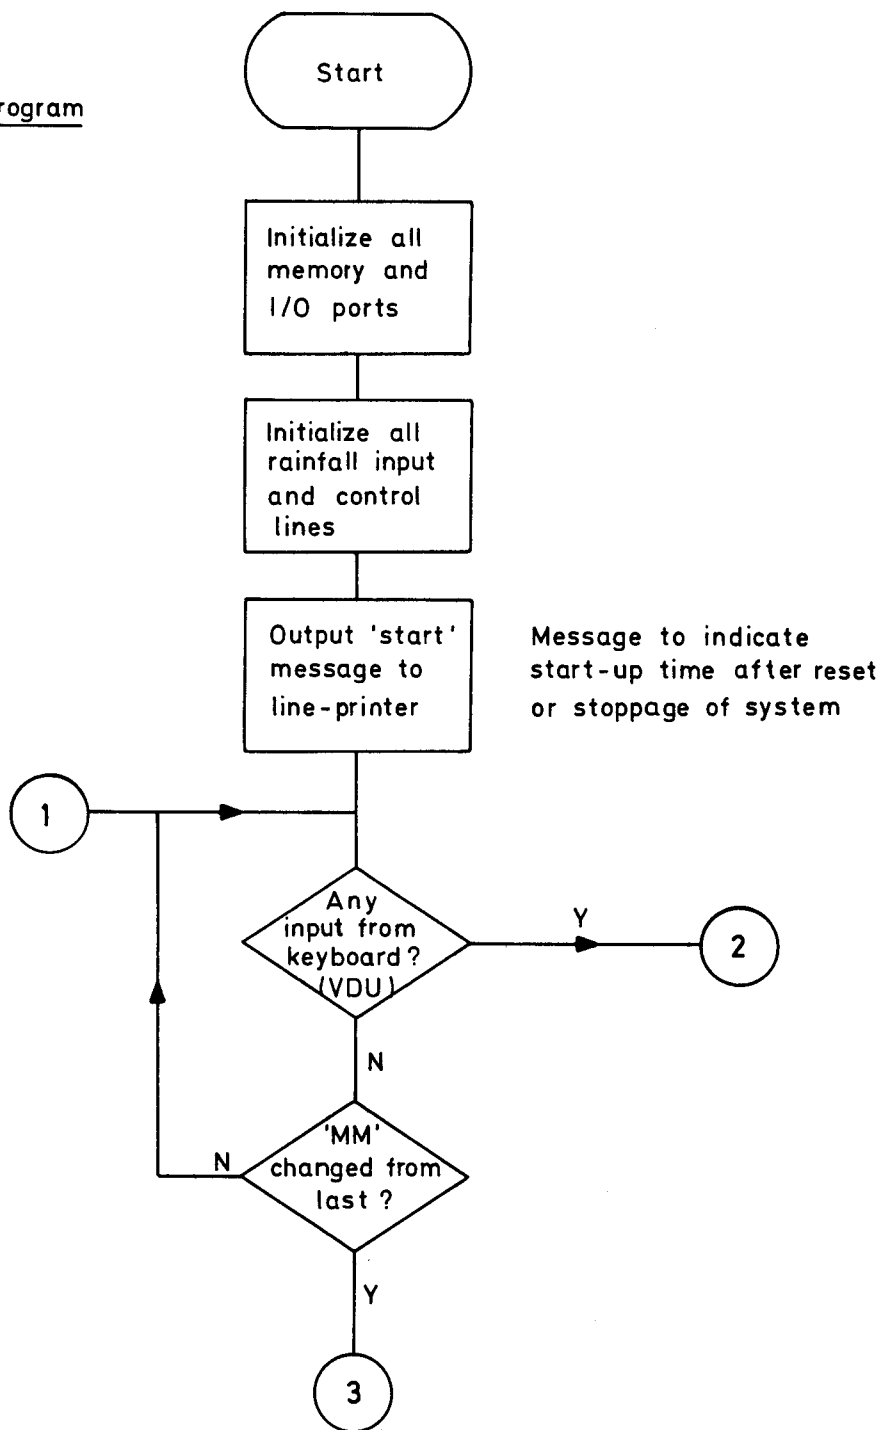 Start
rogram
Initialize all
memory and
I/O ports
Initialize all
rainfall input
and control
lines
Output 'start'
message to
line-printer
Message to indicate
start-up time after reset
or stoppage of system
1
Any
input from
keyboard?
(VDU)
Y
2
N
'MM'
changed from
last ?
N
Y
3